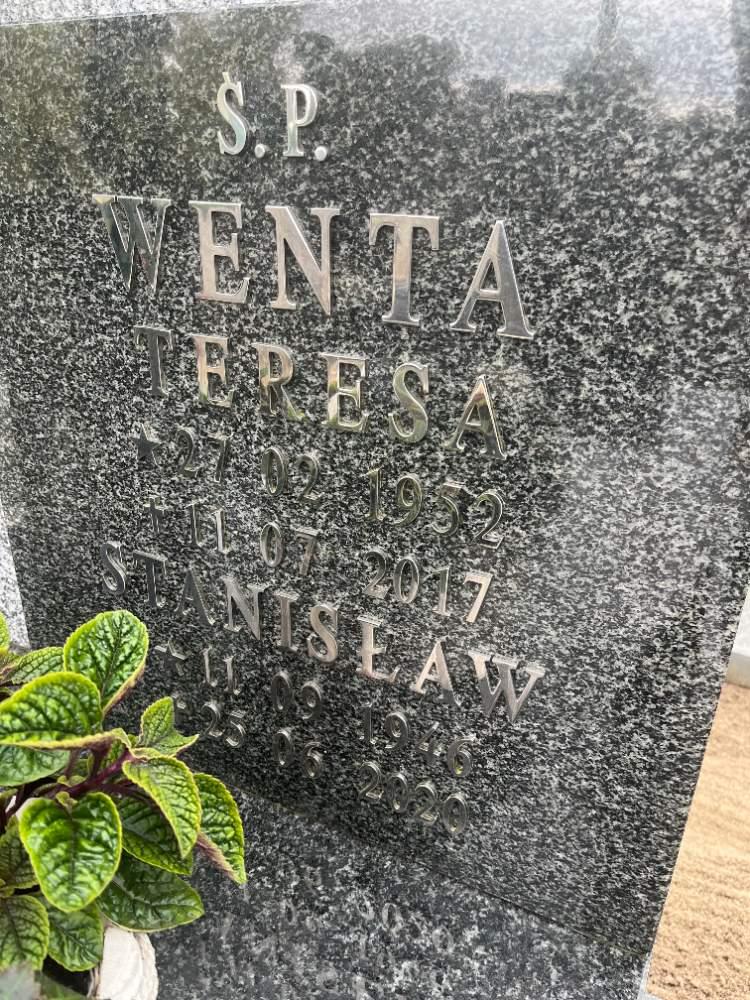 Ś.P.
WENTA
TERESA
★ 27 02 1952
† 11 07 2017
STANISŁAW
★ 11 09 1946
† 25 06 2020